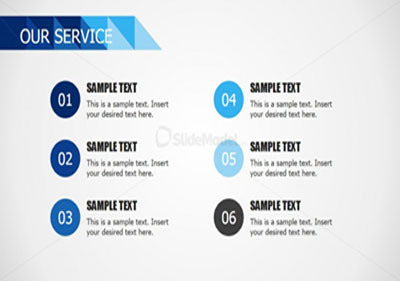 OUR SERVICE
01
SAMPLE TEXT
This is a sample text. Insert
your desired text here.
02
SAMPLE TEXT
This is a sample text. Insert
your desired text here.
03
SAMPLE TEXT
This is a sample text. Insert
your desired text here.
04
SAMPLE TEXT
This is a sample text. Insert
your desired text here.
05
SAMPLE TEXT
This is a sample text. Insert
your desired text here.
06
SAMPLE TEXT
This is a sample text. Insert
your desired text here.
SlideModel